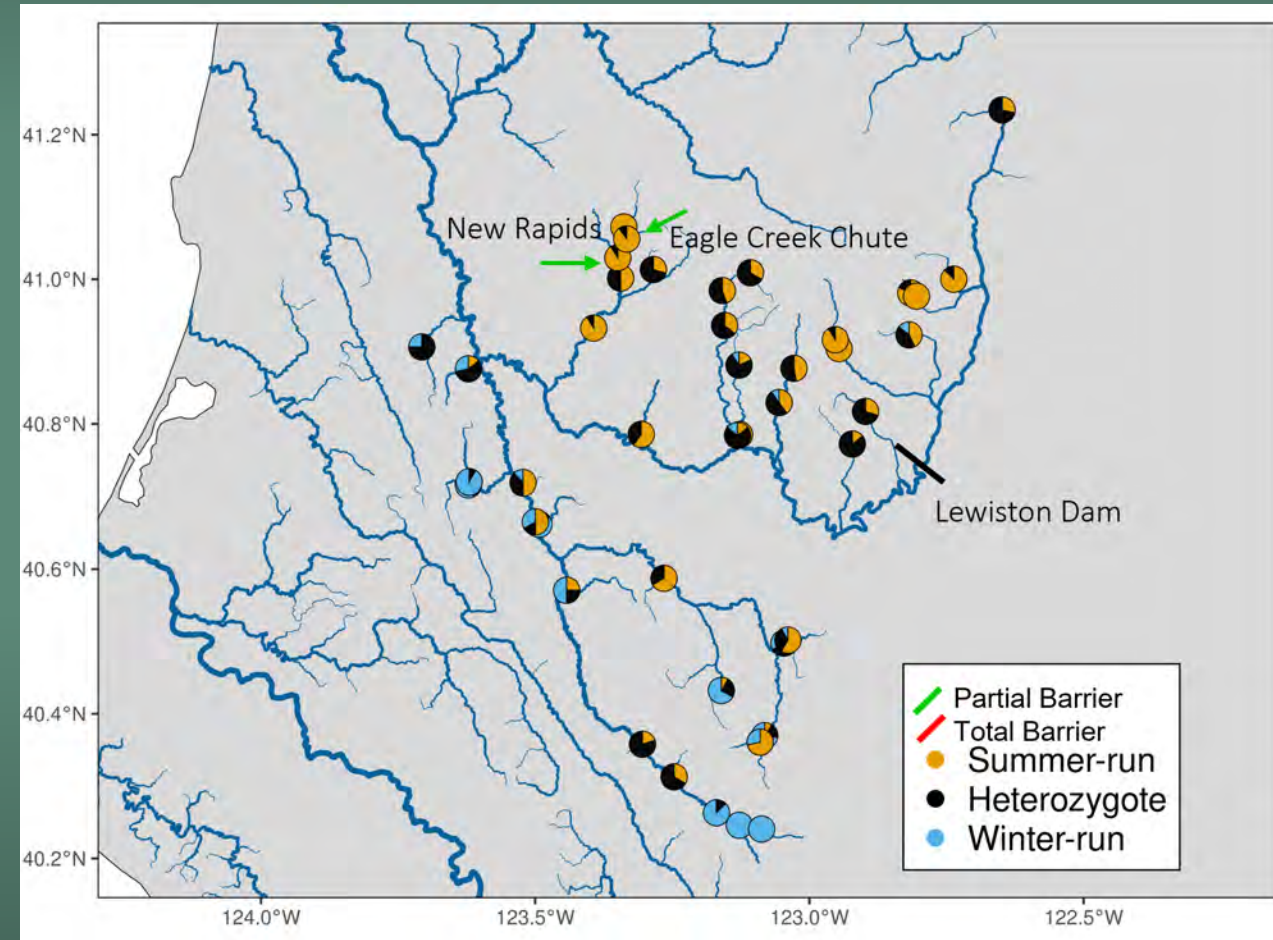 41.2°N
41.0°N
40.8°N
40.6°N
40.4°N
40.2°N
124.0°W
123.5°W
123.0°W
122.5°W
New Rapids
Eagle Creek Chute
Lewiston Dam
Partial Barrier
Total Barrier
Summer-run
Heterozygote
Winter-run